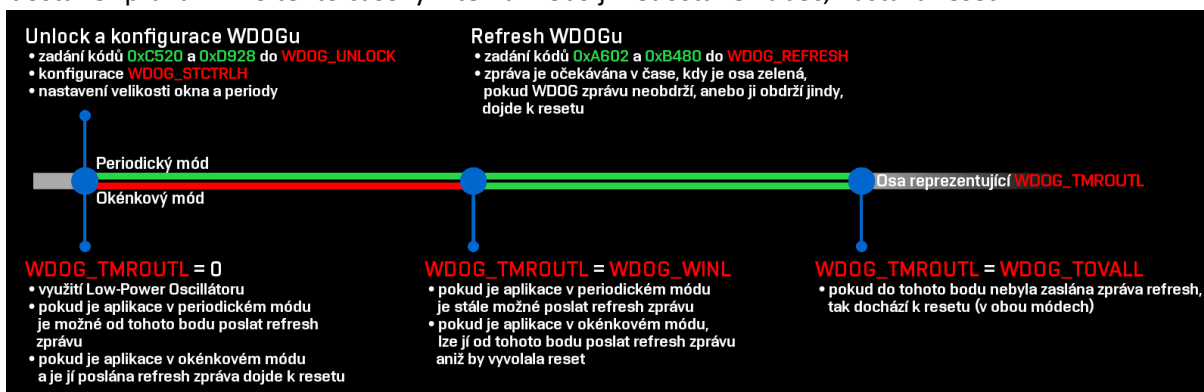 Unlock a konfigurace WDOGu
• zadání kódů 0xC520 a 0xD928 do WDOG_UNLOCK
• konfigurace WDOG_STCTRLH
• nastavení velikosti okna a periody
Refresh WDOGu
• zadání kódů 0xA602 a 0xB480 do WDOG_REFRESH
• zpráva je očekávána v čase, kdy je osa zelená,
pokud WDOG zprávu neobdrží, anebo ji obdrží jindy,
dojde k resetu
Periodický mód
Okénkový mód
Osa reprezentující WDOG_TMROUTL
WDOG_TMROUTL = 0
• využití Low-Power Oscillátoru
• pokud je aplikace v periodickém módu
je možné od tohoto bodu poslat refresh
zprávu
• pokud je aplikace v okénkovém módu
a je jí poslána refresh zpráva dojde k resetu
WDOG_TMROUTL = WDOG_WINL
• pokud je aplikace v periodickém módu
je stále možné poslat refresh zprávu
• pokud je aplikace v okénkovém módu,
lze jí od tohoto bodu poslat refresh zprávu
aniž by vyvolala reset
WDOG_TMROUTL = WDOG_TOVALL
• pokud do tohoto bodu nebyla zaslána zpráva refresh,
tak dochází k resetu (v obou módech)